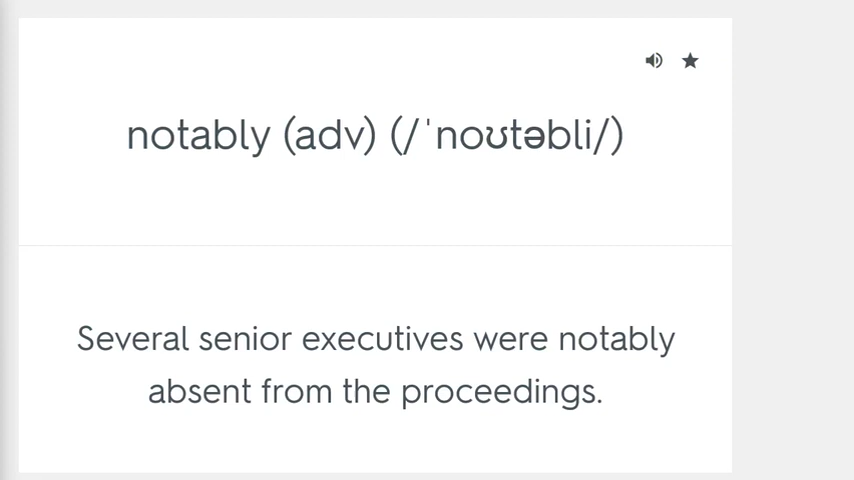 notably (adv) (/ˈnoʊtəbli/)
Several senior executives were notably
absent from the proceedings.